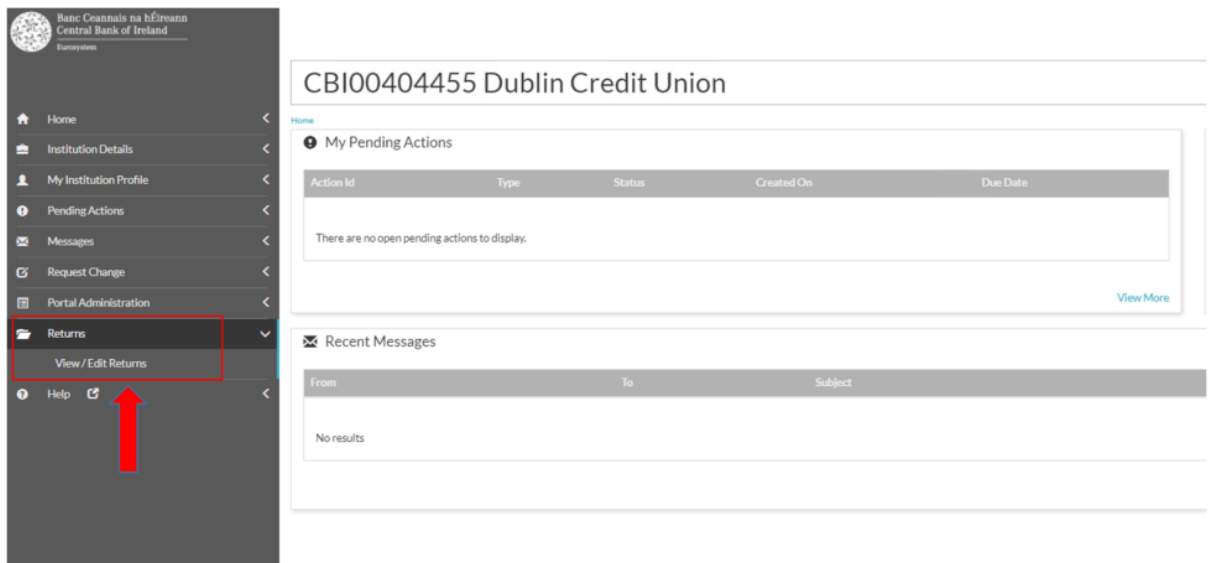 Banc Ceannais na hÉireann
Central Bank of Ireland
Eurosystem
CBI00404455 Dublin Credit Union
Home
Institution Details
My Institution Profile
Pending Actions
Messages
Request Change
Portal Administration
Returns
View / Edit Returns
Help
Home
My Pending Actions
Action Id Type Status Created On Due Date
There are no open pending actions to display.
View More
Recent Messages
From To Subject
No results